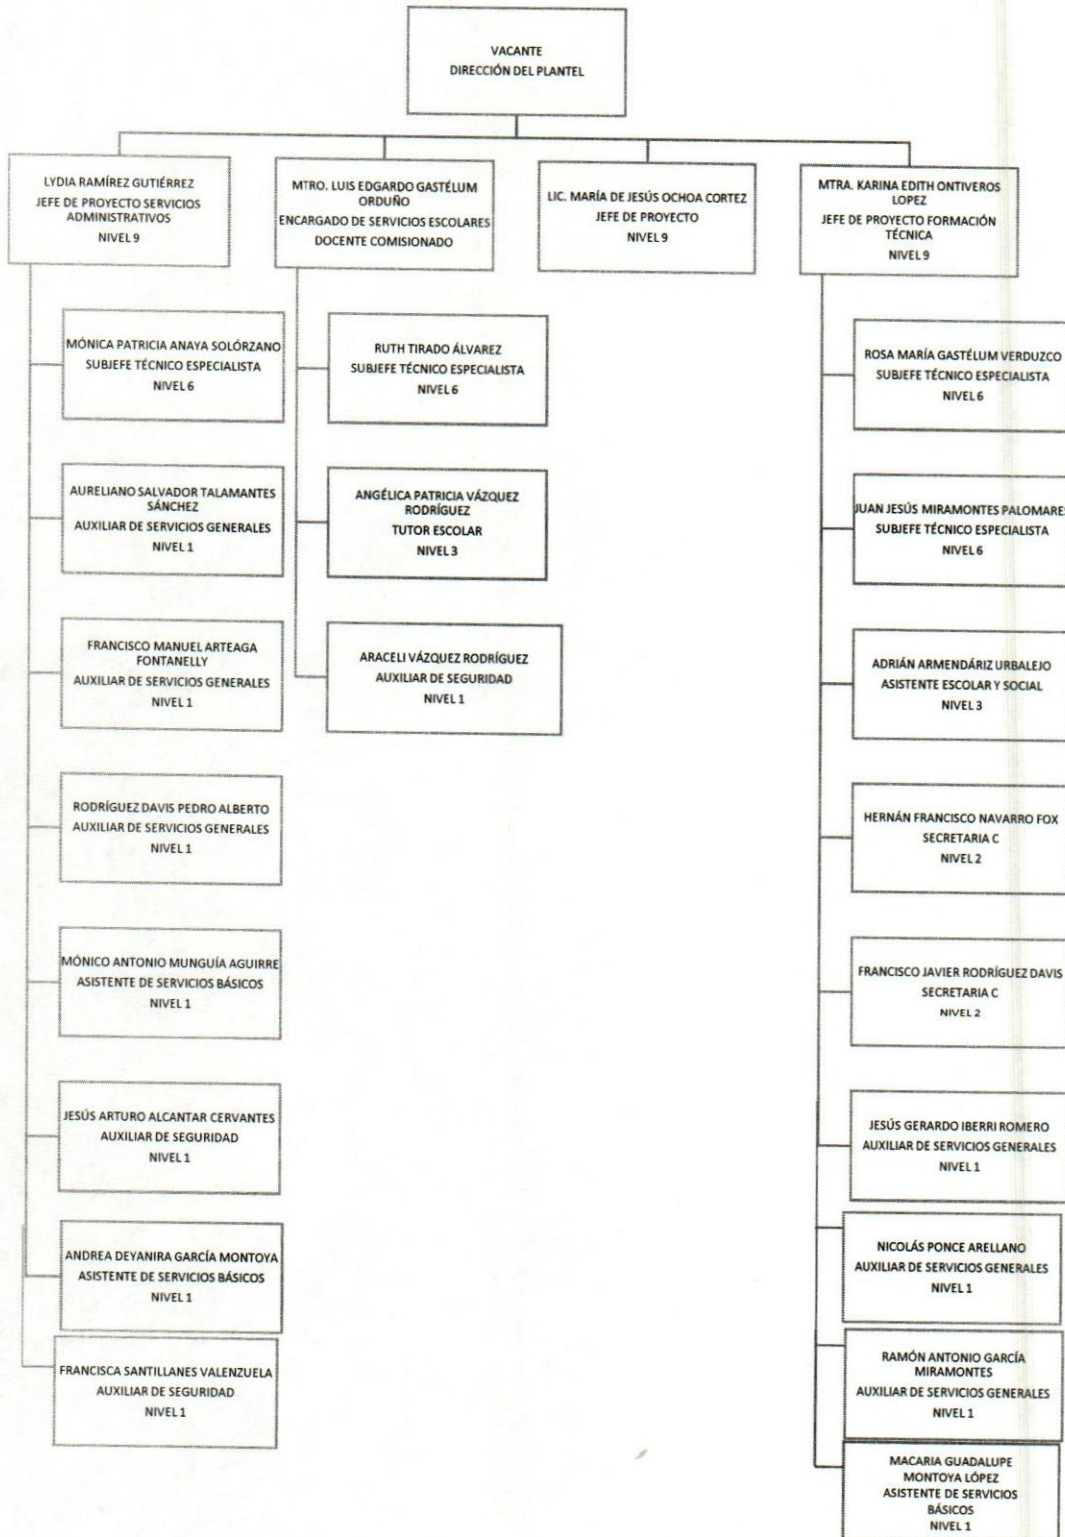 VACANTE
DIRECCIÓN DEL PLANTEL
LYDIA RAMÍREZ GUTIÉRREZ
JEFE DE PROYECTO SERVICIOS
ADMINISTRATIVOS
NIVEL 9
MTRO. LUIS EDGARDO GASTÉLUM
ORDUÑO
ENCARGADO DE SERVICIOS ESCOLARES
DOCENTE COMISIONADO
LIC. MARÍA DE JESÚS OCHOA CORTEZ
JEFE DE PROYECTO
NIVEL 9
MTRA. KARINA EDITH ONTIVEROS
LOPEZ
JEFE DE PROYECTO FORMACIÓN
TÉCNICA
NIVEL 9
MÓNICA PATRICIA ANAYA SOLÓRZANO
SUBJEFE TÉCNICO ESPECIALISTA
NIVEL 6
AURELIANO SALVADOR TALAMANTES
SÁNCHEZ
AUXILIAR DE SERVICIOS GENERALES
NIVEL 1
FRANCISCO MANUEL ARTEAGA
FONTANELLY
AUXILIAR DE SERVICIOS GENERALES
NIVEL 1
RODRÍGUEZ DAVIS PEDRO ALBERTO
AUXILIAR DE SERVICIOS GENERALES
NIVEL 1
MÓNICO ANTONIO MUNGUÍA AGUIRRE
ASISTENTE DE SERVICIOS BÁSICOS
NIVEL 1
JESÚS ARTURO ALCANTAR CERVANTES
AUXILIAR DE SEGURIDAD
NIVEL 1
ANDREA DEYANIRA GARCÍA MONTOYA
ASISTENTE DE SERVICIOS BÁSICOS
NIVEL 1
FRANCISCA SANTILLANES VALENZUELA
AUXILIAR DE SEGURIDAD
NIVEL 1
RUTH TIRADO ÁLVAREZ
SUBJEFE TÉCNICO ESPECIALISTA
NIVEL 6
ANGÉLICA PATRICIA VÁZQUEZ
RODRÍGUEZ
TUTOR ESCOLAR
NIVEL 3
ARACELI VÁZQUEZ RODRÍGUEZ
AUXILIAR DE SEGURIDAD
NIVEL 1
ROSA MARÍA GASTÉLUM VERDUZCO
SUBJEFE TÉCNICO ESPECIALISTA
NIVEL 6
JUAN JESÚS MIRAMONTES PALOMARES
SUBJEFE TÉCNICO ESPECIALISTA
NIVEL 6
ADRIÁN ARMENDÁRIZ URBALEJO
ASISTENTE ESCOLAR Y SOCIAL
NIVEL 3
HERNÁN FRANCISCO NAVARRO FOX
SECRETARIA C
NIVEL 2
FRANCISCO JAVIER RODRÍGUEZ DAVIS
SECRETARIA C
NIVEL 2
JESÚS GERARDO IBERRI ROMERO
AUXILIAR DE SERVICIOS GENERALES
NIVEL 1
NICOLÁS PONCE ARELLANO
AUXILIAR DE SERVICIOS GENERALES
NIVEL 1
RAMÓN ANTONIO GARCÍA
MIRAMONTES
AUXILIAR DE SERVICIOS GENERALES
NIVEL 1
MACARIA GUADALUPE
MONTOYA LÓPEZ
ASISTENTE DE SERVICIOS
BÁSICOS
NIVEL 1